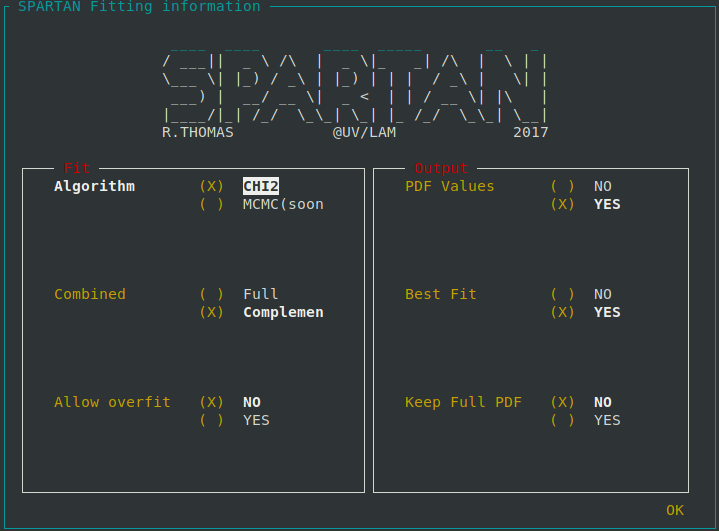 SPARTAN Fitting information
SPARTAN
R.THOMAS @UV/LAM 2017
Fit
Algorithm (X) CHI2
( ) MCMC(soon
Combined ( ) Full
(X) Complemen
Allow overfit (X) NO
( ) YES
Output
PDF Values ( ) NO
(X) YES
Best Fit ( ) NO
(X) YES
Keep Full PDF (X) NO
( ) YES
OK